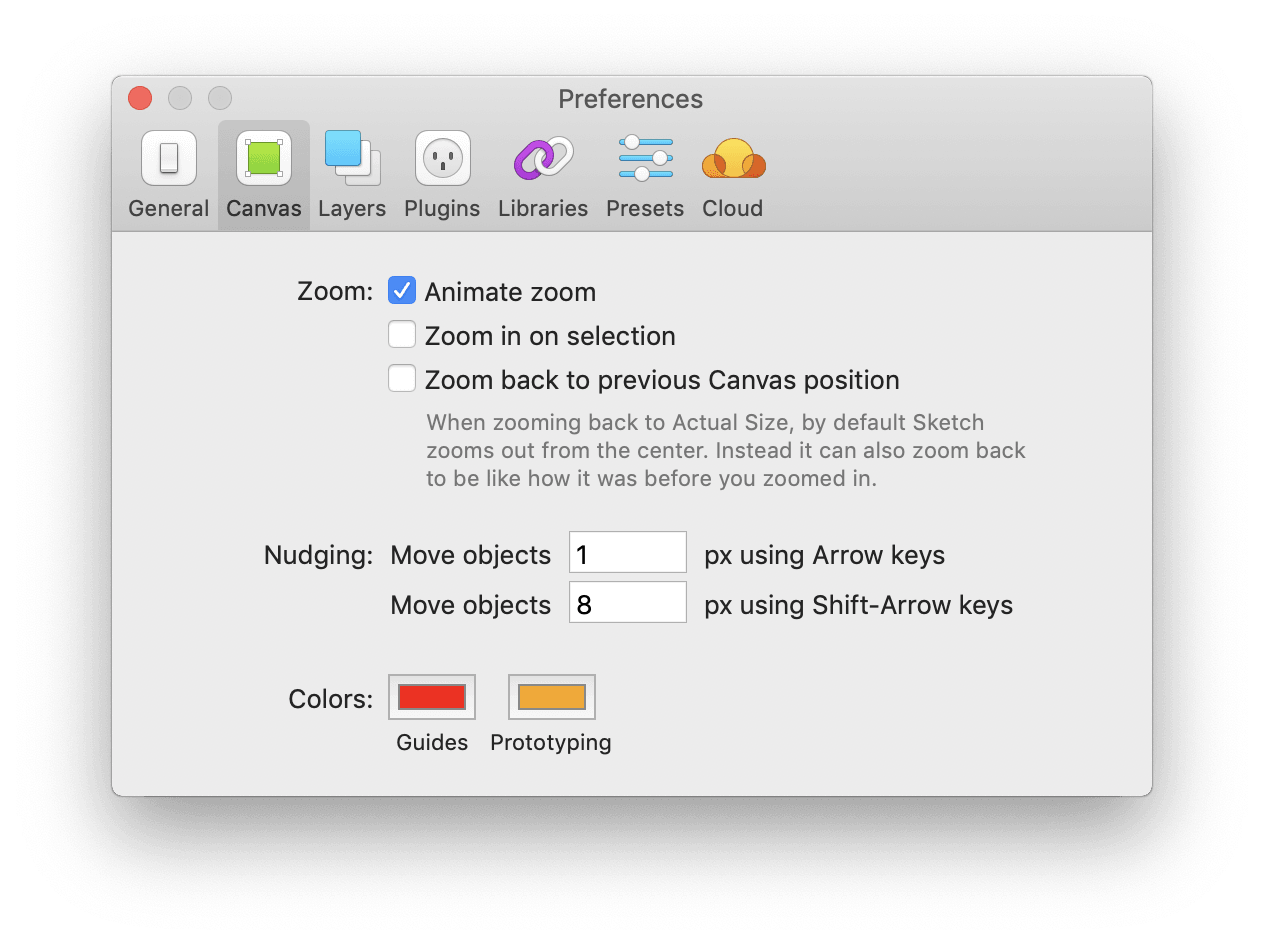 Preferences
General Canvas Layers Plugins Libraries Presets Cloud
Zoom: Animate zoom
Zoom in on selection
Zoom back to previous Canvas position
When zooming back to Actual Size, by default Sketch
zooms out from the center. Instead it can also zoom back
to be like how it was before you zoomed in.
Nudging: Move objects 1 px using Arrow keys
Move objects 8 px using Shift-Arrow keys
Colors:
Guides Prototyping